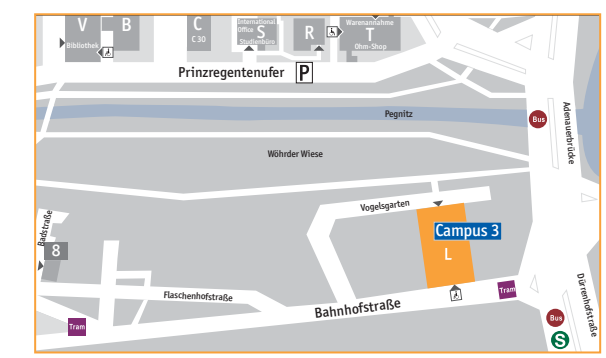 V
B
C
C 30
International
Office
S
Studienbüro
R
Warenannahme
T
Ohm-Shop
Bibliothek
Prinzregentenufer
P
Pegnitz
Bus
Adenauerbrücke
Wöhrder Wiese
Vogelsgarten
Badstraße
8
Campus 3
L
Flaschenhofstraße
Bahnhofstraße
Tram
Tram
Dürrenhofstraße
Bus
S